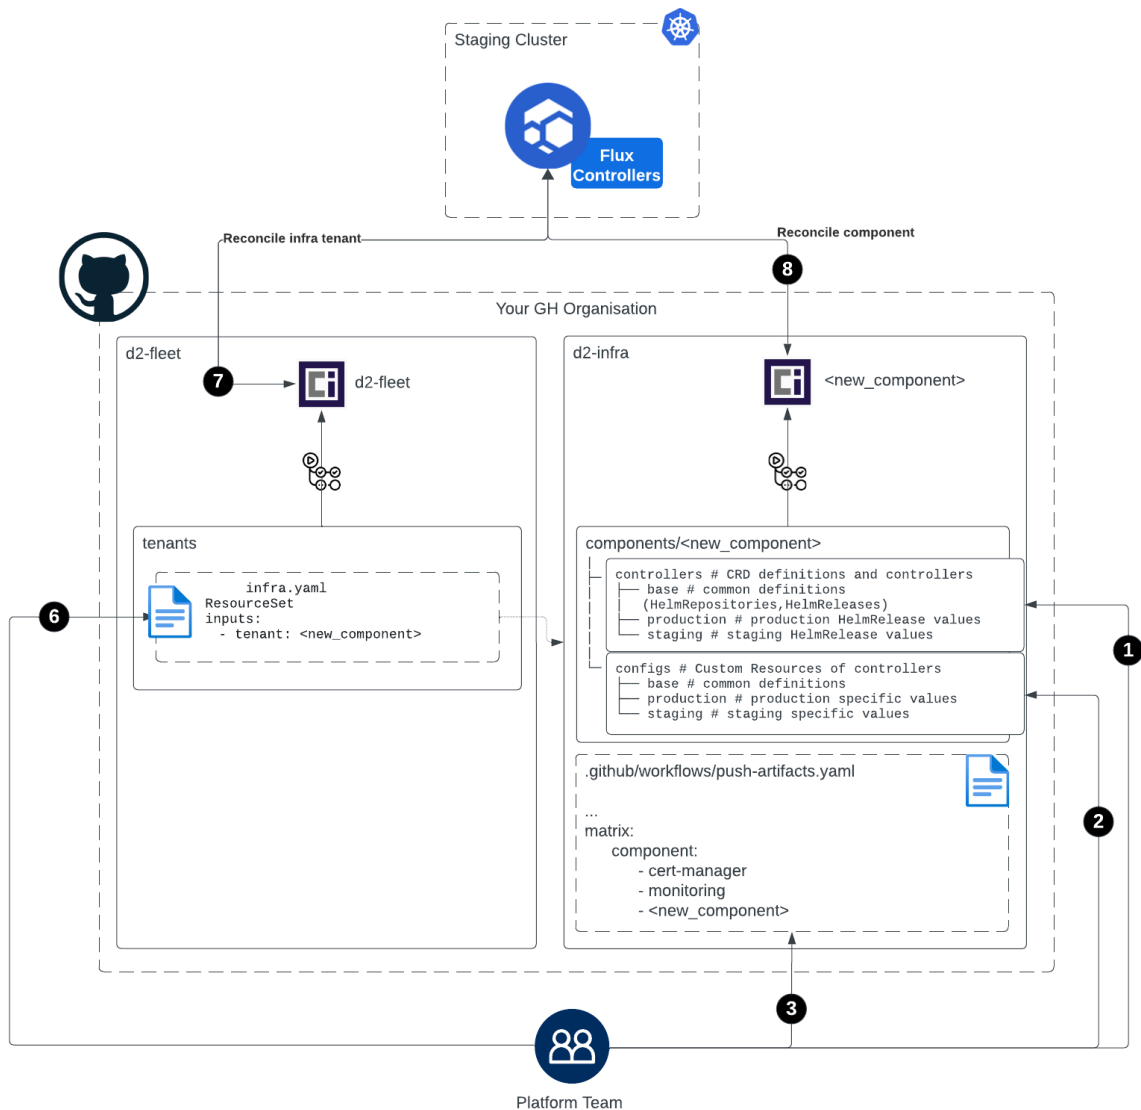 Staging Cluster
Flux
Controllers
Reconcile infra tenant
Reconcile component
8
Your GH Organisation
d2-fleet
d2-infra
7
d2-fleet
<new_component>
tenants
infra.yaml
ResourceSet
inputs:
- tenant: <new_component>
6
components/<new_component>
controllers # CRD definitions and controllers
base # common definitions
(HelmRepositories,HelmReleases)
production # production HelmRelease values
staging # staging HelmRelease values
1
configs # Custom Resources of controllers
base # common definitions
production # production specific values
staging # staging specific values
.github/workflows/push-artifacts.yaml
...
matrix:
component:
- cert-manager
- monitoring
- <new_component>
2
3
Platform Team